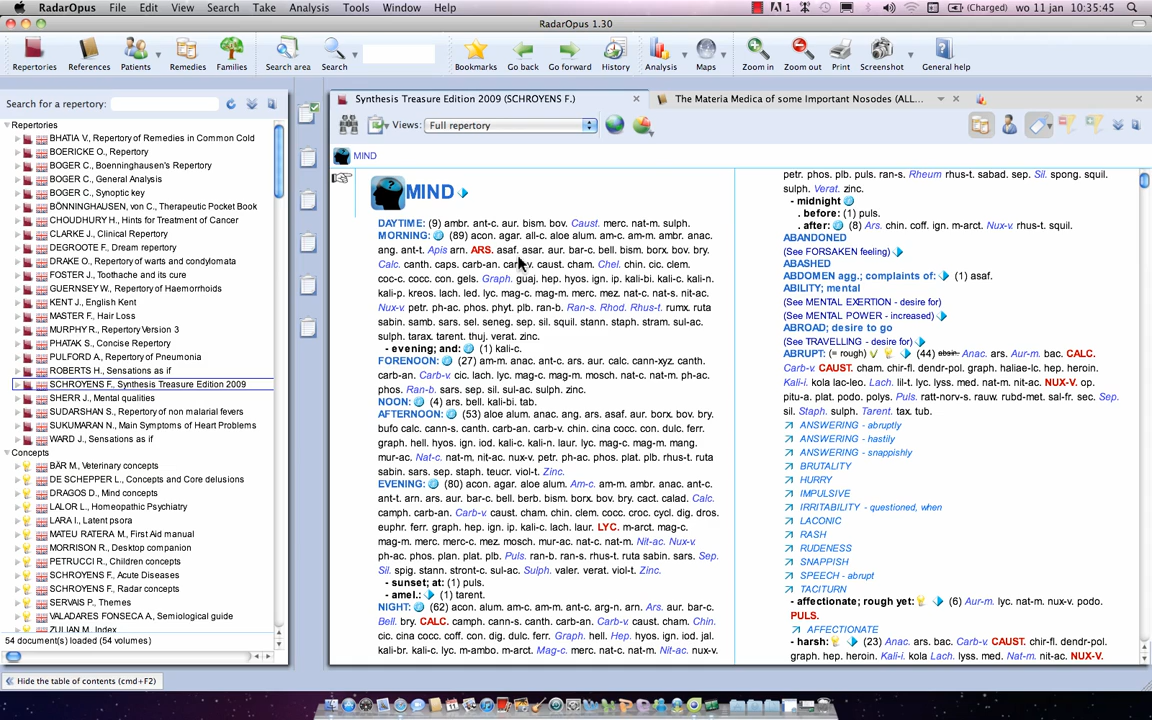 RadarOpus File Edit View Search Take Analysis Tools Window Help
A 1 (Charged) wo 11 jan 10:35:45
RadarOpus 1.30
Repertories References Patients Remedies Families Search area Search Bookmarks Go back Go forward History Analysis Maps Zoom in Zoom out Print Screenshot General help
Search for a repertory:
Repertories
BHATIA V., Repertory of Remedies in Common Cold
BOERICKE O., Repertory
BOGER C., Boenninghausen's Repertory
BOGER C., General Analysis
BOGER C., Synoptic key
BÖNNINGHAUSEN, von C., Therapeutic Pocket Book
CHOUDHURY H., Hints for Treatment of Cancer
CLARKE J., Clinical Repertory
DEGROOTE F., Dream repertory
DRAKE O., Repertory of warts and condylomata
FOSTER J., Toothache and its cure
GUERNSEY W., Repertory of Haemorrhoids
KENT J., English Kent
MASTER F., Hair Loss
MURPHY R., Repertory Version 3
PHATAK S., Concise Repertory
PULFORD A, Repertory of Pneumonia
ROBERTS H., Sensations as if
SCHROYENS F., Synthesis Treasure Edition 2009
SHERR J., Mental qualities
SUDARSHAN S., Repertory of non malarial fevers
SUKUMARAN N., Main Symptoms of Heart Problems
WARD J., Sensations as if
Concepts
BÄR M., Veterinary concepts
DE SCHEPPER L., Concepts and Core delusions
DRAGOS D., Mind concepts
LALOR L., Homeopathic Psychiatry
LARA I., Latent psora
MATEU RATERA M., First Aid manual
MORRISON R., Desktop companion
PETRUCCI R., Children concepts
SCHROYENS F., Acute Diseases
SCHROYENS F., Radar concepts
SERVAIS P., Themes
VALADARES FONSECA A., Semiological guide
ZULIAN M., Index
54 document(s) loaded (54 volumes)
Hide the table of contents (cmd+F2)
Synthesis Treasure Edition 2009 (SCHROYENS F.)
The Materia Medica of some Important Nosodes (ALL...
Views: Full repertory
MIND
MIND
DAYTIME: (9) ambr. ant-c. aur. bism. bov. Caust. merc. nat-m. sulph.
MORNING: (89) acon. agar. all-c. aloe alum. am-c. am-m. ambr. anac.
ang. ant-t. Apis arn. ARS. asaf. asar. aur. bar-c. bell. bism. borx. bov. bry.
Calc. canth. caps. carb-an. carb-v. caust. cham. Chel. chin. cic. clem.
coc-c. cocc. con. gels. Graph. guaj. hep. hyos. ign. ip. kali-bi. kali-c. kali-n.
kali-p. kreos. lach. led. lyc. mag-c. mag-m. merc. mez. nat-c. nat-s. nit-ac.
Nux-v. petr. ph-ac. phos. phyt. plb. ran-b. Ran-s. Rhod. Rhus-t. rumx. ruta
sabin. samb. sars. sel. seneg. sep. sil. squil. stann. staph. stram. sul-ac.
sulph. tarax. tarent. thuj. verat. zinc.
- evening; and: (1) kali-c.
FORENOON: (27) am-m. anac. ant-c. ars. aur. calc. cann-xyz. canth.
carb-an. Carb-v. cic. lach. lyc. mag-c. mag-m. mosch. nat-c. nat-m. ph-ac.
phos. Ran-b. sars. sep. sil. sul-ac. sulph. zinc.
NOON: (4) ars. bell. kali-bi. tab.
AFTERNOON: (53) aloe alum. anac. ang. ars. asaf. aur. borx. bov. bry.
bufo calc. cann-s. canth. carb-an. carb-v. chin. cina cocc. con. dulc. ferr.
graph. hell. hyos. ign. iod. kali-c. kali-n. laur. lyc. mag-c. mag-m. mang.
mur-ac. Nat-c. nat-m. nit-ac. nux-v. petr. ph-ac. phos. plat. plb. rhus-t. ruta
sabin. sars. sep. staph. teucr. viol-t. Zinc.
EVENING: (80) acon. agar. aloe alum. Am-c. am-m. ambr. anac. ant-c.
ant-t. arn. ars. aur. bar-c. bell. berb. bism. borx. bov. bry. cact. calad. Calc.
camph. carb-an. Carb-v. caust. cham. chin. clem. cocc. croc. cycl. dig. dros.
euphr. ferr. graph. hep. ign. ip. kali-c. lach. laur. LYC. m-arct. mag-c.
mag-m. merc. merc-c. mez. mosch. mur-ac. nat-c. nat-m. Nit-ac. Nux-v.
ph-ac. phos. plan. plat. plb. Puls. ran-b. ran-s. rhus-t. ruta sabin. sars. Sep.
Sil. spig. stann. stront-c. sul-ac. Sulph. valer. verat. viol-t. Zinc.
- sunset; at: (1) puls.
- amel.: (1) tarent.
NIGHT: (62) acon. alum. am-c. am-m. ant-c. arg-n. arn. Ars. aur. bar-c.
Bell. bry. CALC. camph. cann-s. canth. carb-an. Carb-v. caust. cham. Chin.
cic. cina cocc. coff. con. dig. dulc. ferr. Graph. hell. Hep. hyos. ign. iod. jal.
kali-br. kali-c. lyc. m-ambo. m-arct. Mag-c. merc. nat-c. nat-m. Nit-ac. nux-v.
petr. phos. plb. puls. ran-s. Rheum rhus-t. sabad. sep. Sil. spong. squil.
sulph. Verat. zinc.
- midnight
. before: (1) puls.
. after: (8) Ars. chin. coff. ign. m-arct. Nux-v. rhus-t. squil.
ABANDONED
(See FORSAKEN feeling)
ABASHED
ABDOMEN agg.; complaints of: (1) asaf.
ABILITY; mental
(See MENTAL EXERTION - desire for)
(See MENTAL POWER - increased)
ABROAD; desire to go
(See TRAVELLING - desire for)
ABRUPT: (= rough) (44) absin. Anac. ars. Aur-m. bac. CALC.
Carb-v. CAUST. cham. chir-fl. dendr-pol. graph. haliae-lc. hep. heroin.
Kali-i. kola lac-leo. Lach. lil-t. lyc. lyss. med. nat-m. nit-ac. NUX-V. op.
pitu-a. plat. podo. polys. Puls. ratt-norv-s. rauw. rubd-met. sal-fr. sec. Sep.
sil. Staph. sulph. Tarent. tax. tub.
ANSWERING - abruptly
ANSWERING - hastily
ANSWERING - snappishly
BRUTALITY
HURRY
IMPULSIVE
IRRITABILITY - questioned, when
LACONIC
RASH
RUDENESS
SNAPPISH
SPEECH - abrupt
TACITURN
- affectionate; rough yet: (6) Aur-m. lyc. nat-m. nux-v. podo.
PULS.
AFFECTIONATE
- harsh: (23) Anac. ars. bac. Carb-v. CAUST. chir-fl. dendr-pol.
graph. hep. heroin. Kali-i. kola Lach. lyss. med. Nat-m. nit-ac. NUX-V.